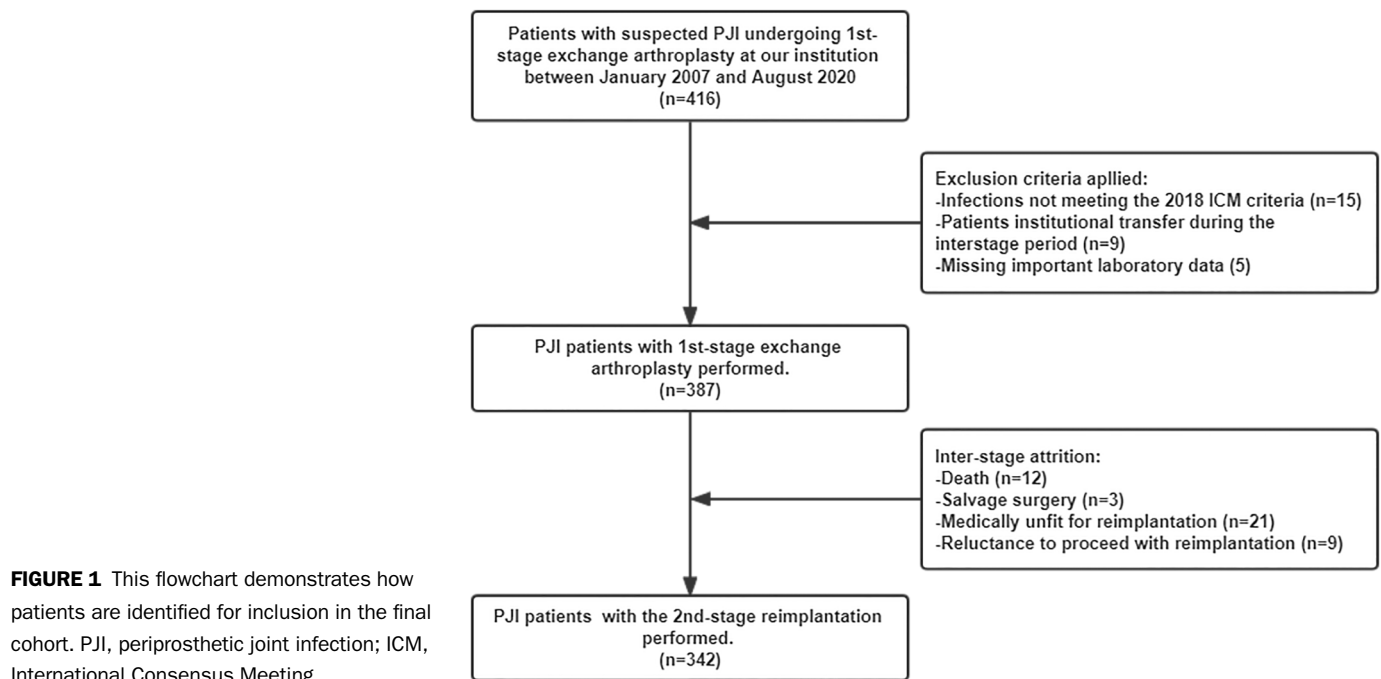 Patients with suspected PJI undergoing 1st-
stage exchange arthroplasty at our institution
between January 2007 and August 2020
(n=416)
Exclusion criteria apllied:
-Infections not meeting the 2018 ICM criteria (n=15)
-Patients institutional transfer during the
interstage period (n=9)
-Missing important laboratory data (5)
PJI patients with 1st-stage exchange
arthroplasty performed.
(n=387)
Inter-stage attrition:
-Death (n=12)
-Salvage surgery (n=3)
-Medically unfit for reimplantation (n=21)
-Reluctance to proceed with reimplantation (n=9)
PJI patients with the 2nd-stage reimplantation
performed.
(n=342)
FIGURE 1 This flowchart demonstrates how
patients are identified for inclusion in the final
cohort. PJI, periprosthetic joint infection; ICM,
International Consensus Meeting